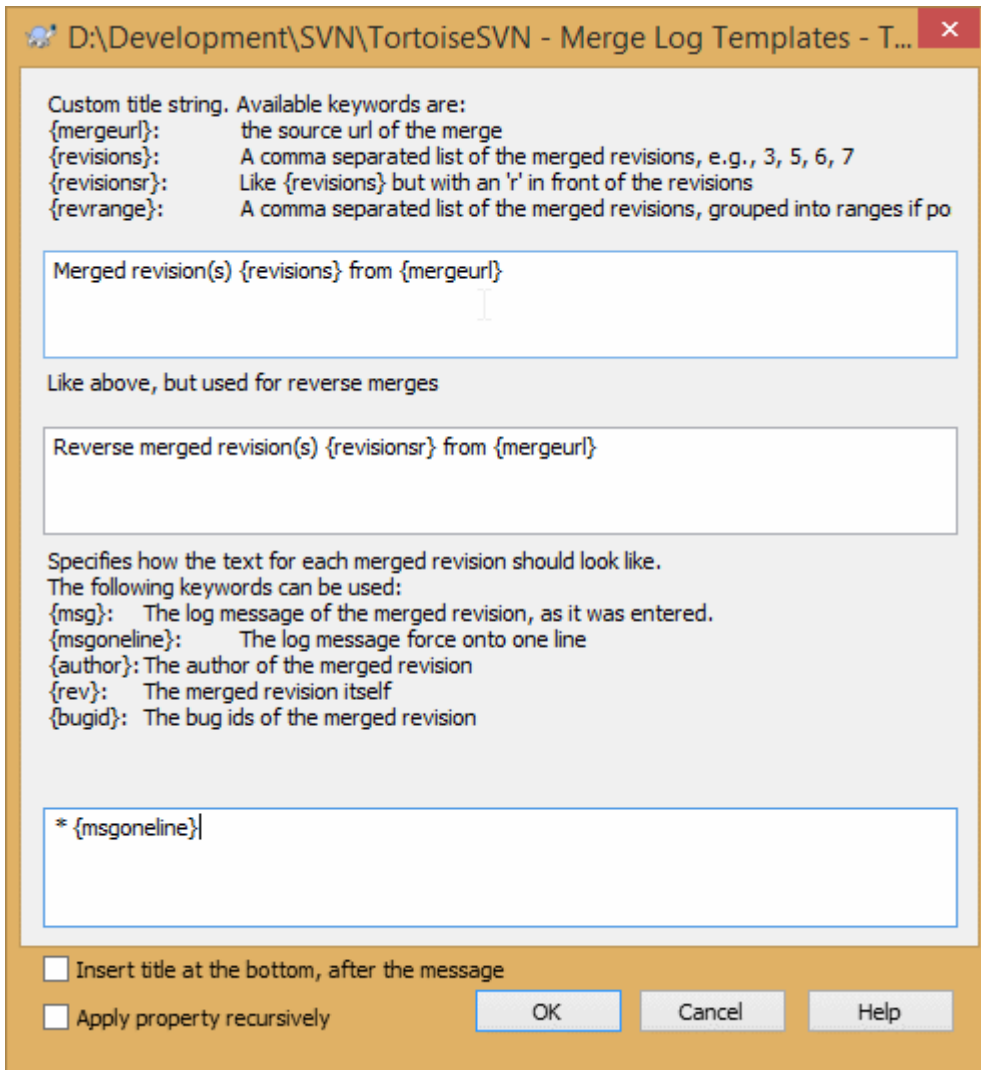 D:\Development\SVN\TortoiseSVN - Merge Log Templates - T...
Custom title string. Available keywords are:
{mergeurl}: the source url of the merge
{revisions}: A comma separated list of the merged revisions, e.g., 3, 5, 6, 7
{revisionsr}: Like {revisions} but with an 'r' in front of the revisions
{revrange}: A comma separated list of the merged revisions, grouped into ranges if po
Merged revision(s) {revisions} from {mergeurl}
Like above, but used for reverse merges
Reverse merged revision(s) {revisionsr} from {mergeurl}
Specifies how the text for each merged revision should look like.
The following keywords can be used:
{msg}: The log message of the merged revision, as it was entered.
{msgoneline}: The log message force onto one line
{author}: The author of the merged revision
{rev}: The merged revision itself
{bugid}: The bug ids of the merged revision
* {msgoneline}
Insert title at the bottom, after the message
Apply property recursively
OK Cancel Help